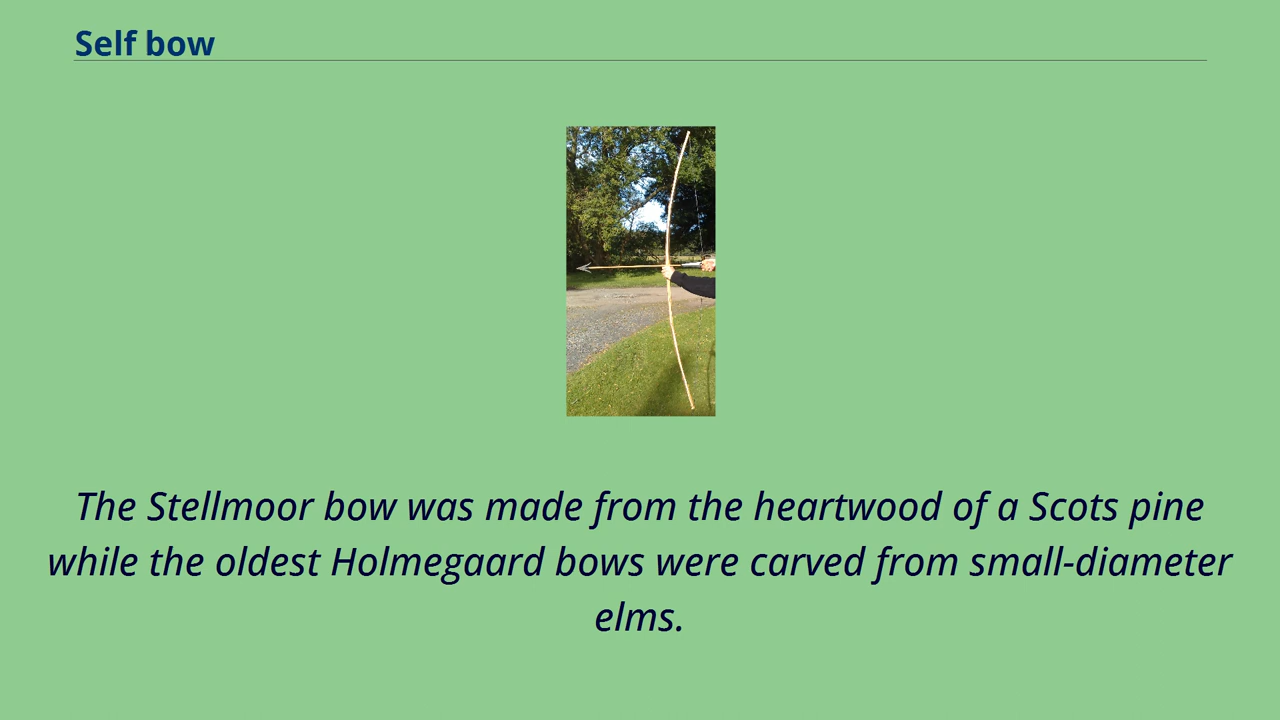 Self bow
The Stellmoor bow was made from the heartwood of a Scots pine
while the oldest Holmegaard bows were carved from small-diameter
elms.